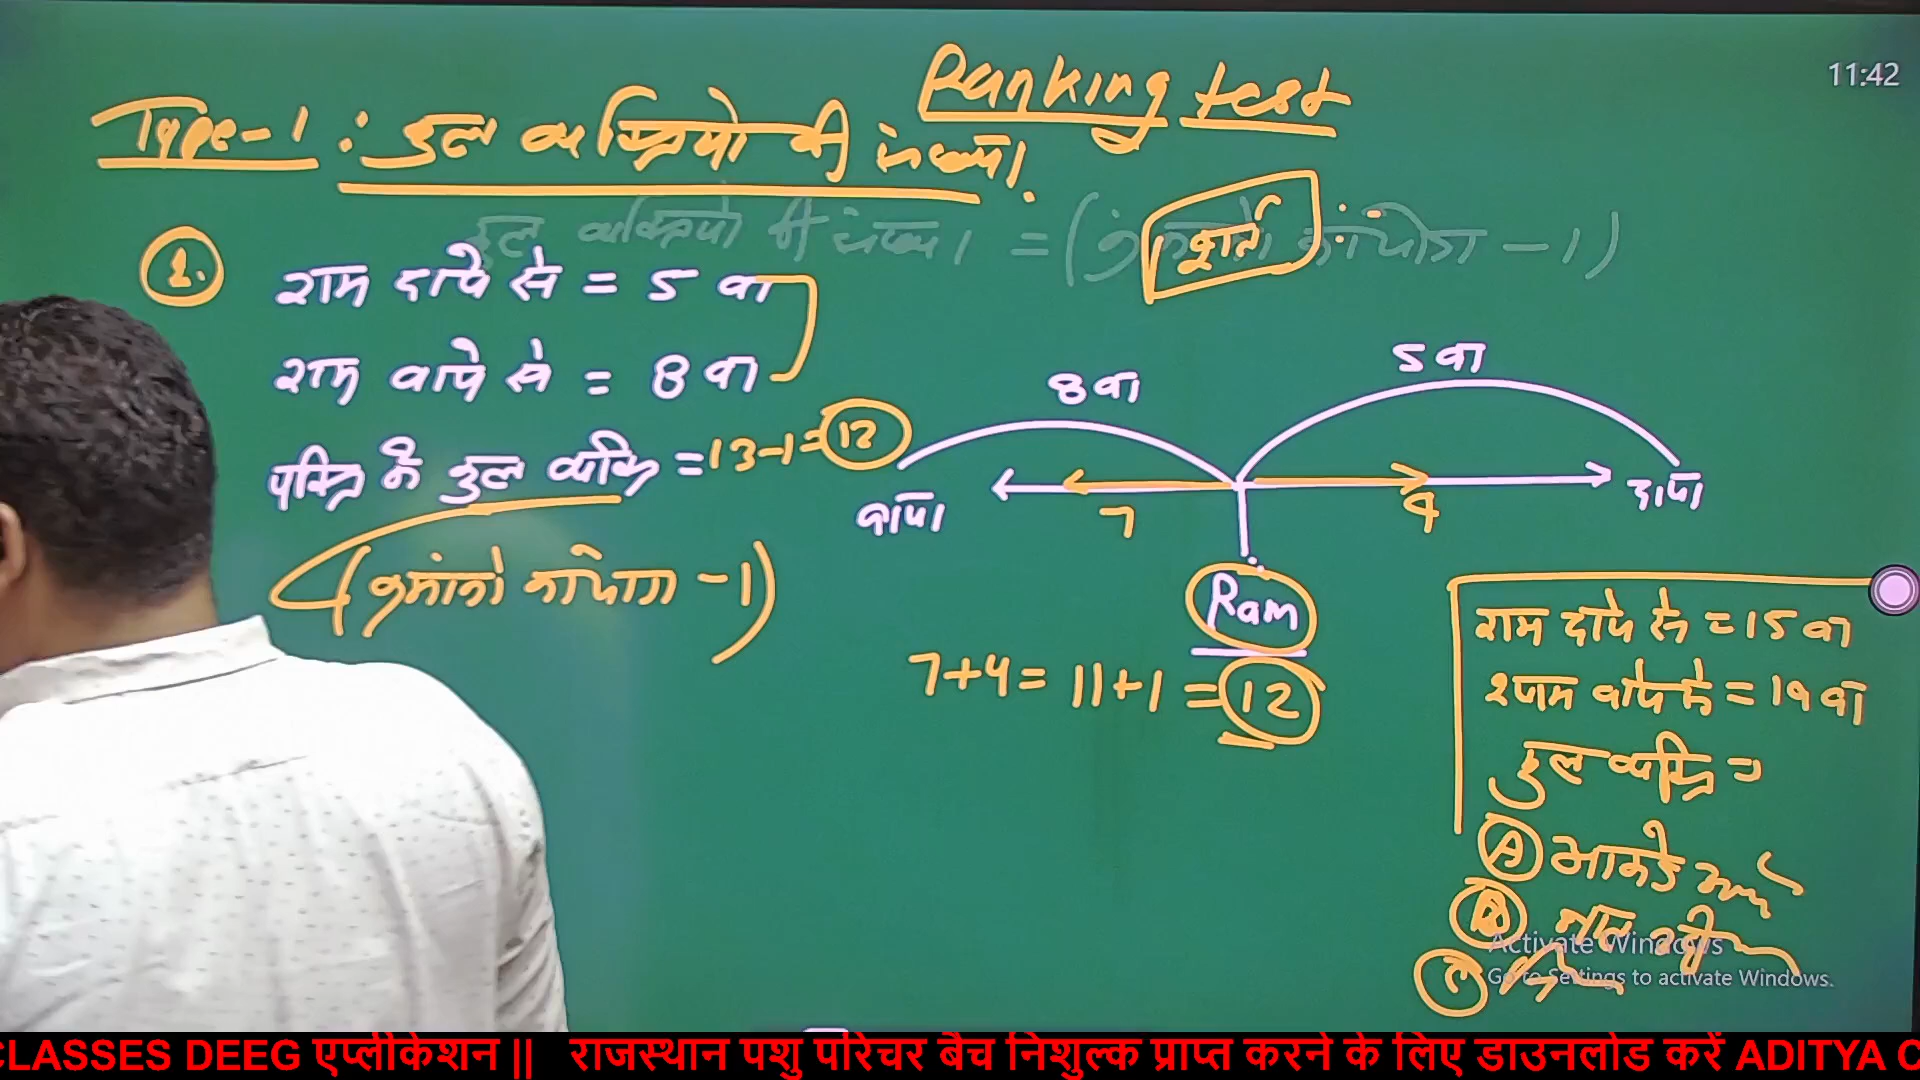 11:42
Ranking test
Type-1 : कुल व्यक्तियो की संख्या।
कुल व्यक्तियो की संख्या = (क्रमांको का योग - 1)
शर्त :-
1.
राम दांये से = 5 वा
राम बांये से = 8 वा
पंक्ति के कुल व्यक्ति = 13-1=12
(क्रमांको का योग -1)
8 वा
5 वा
बांया
7
4
दांया
Ram
7+4= 11+1 = 12
राम दांये से = 15 वा
श्याम बांये से = 19 वा
कुल व्यक्ति =
A
B
C
Activate Windows
Go to Settings to activate Windows.
CLASSES DEEG एप्लीकेशन || राजस्थान पशु परिचर बैच निशुल्क प्राप्त करने के लिए डाउनलोड करें ADITYA C